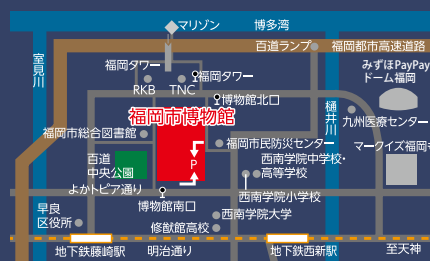 マリゾン
博多湾
百道ランプ
福岡都市高速道路
室見川
福岡タワー
福岡タワー
みずほPayPay
ドーム福岡
RKB
TNC
博物館北口
福岡市博物館
樋井川
九州医療センター
福岡市総合図書館
福岡市民防災センター
マークイズ福岡
百道
中央公園
P
西南学院中学校・
高等学校
よかトピア通り
西南学院小学校
早良
区役所
博物館南口
西南学院大学
修猷館高校
地下鉄藤崎駅
明治通り
地下鉄西新駅
至天神